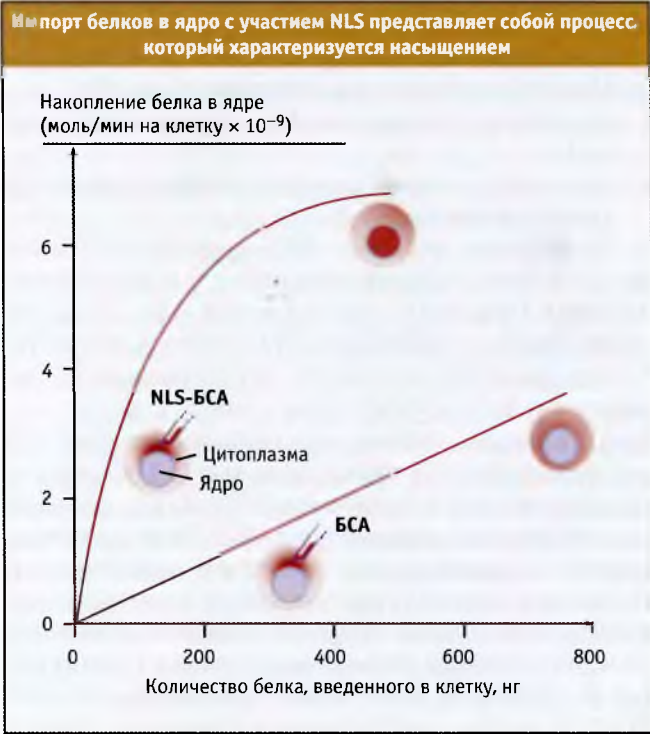 Импорт белков в ядро с участием NLS представляет собой процесс,
который характеризуется насыщением
Накопление белка в ядре
(моль/мин на клетку × 10⁻⁹)
6
4
NLS-БСА
Цитоплазма
Ядро
2
БСА
0
0 200 400 600 800
Количество белка, введенного в клетку, нг